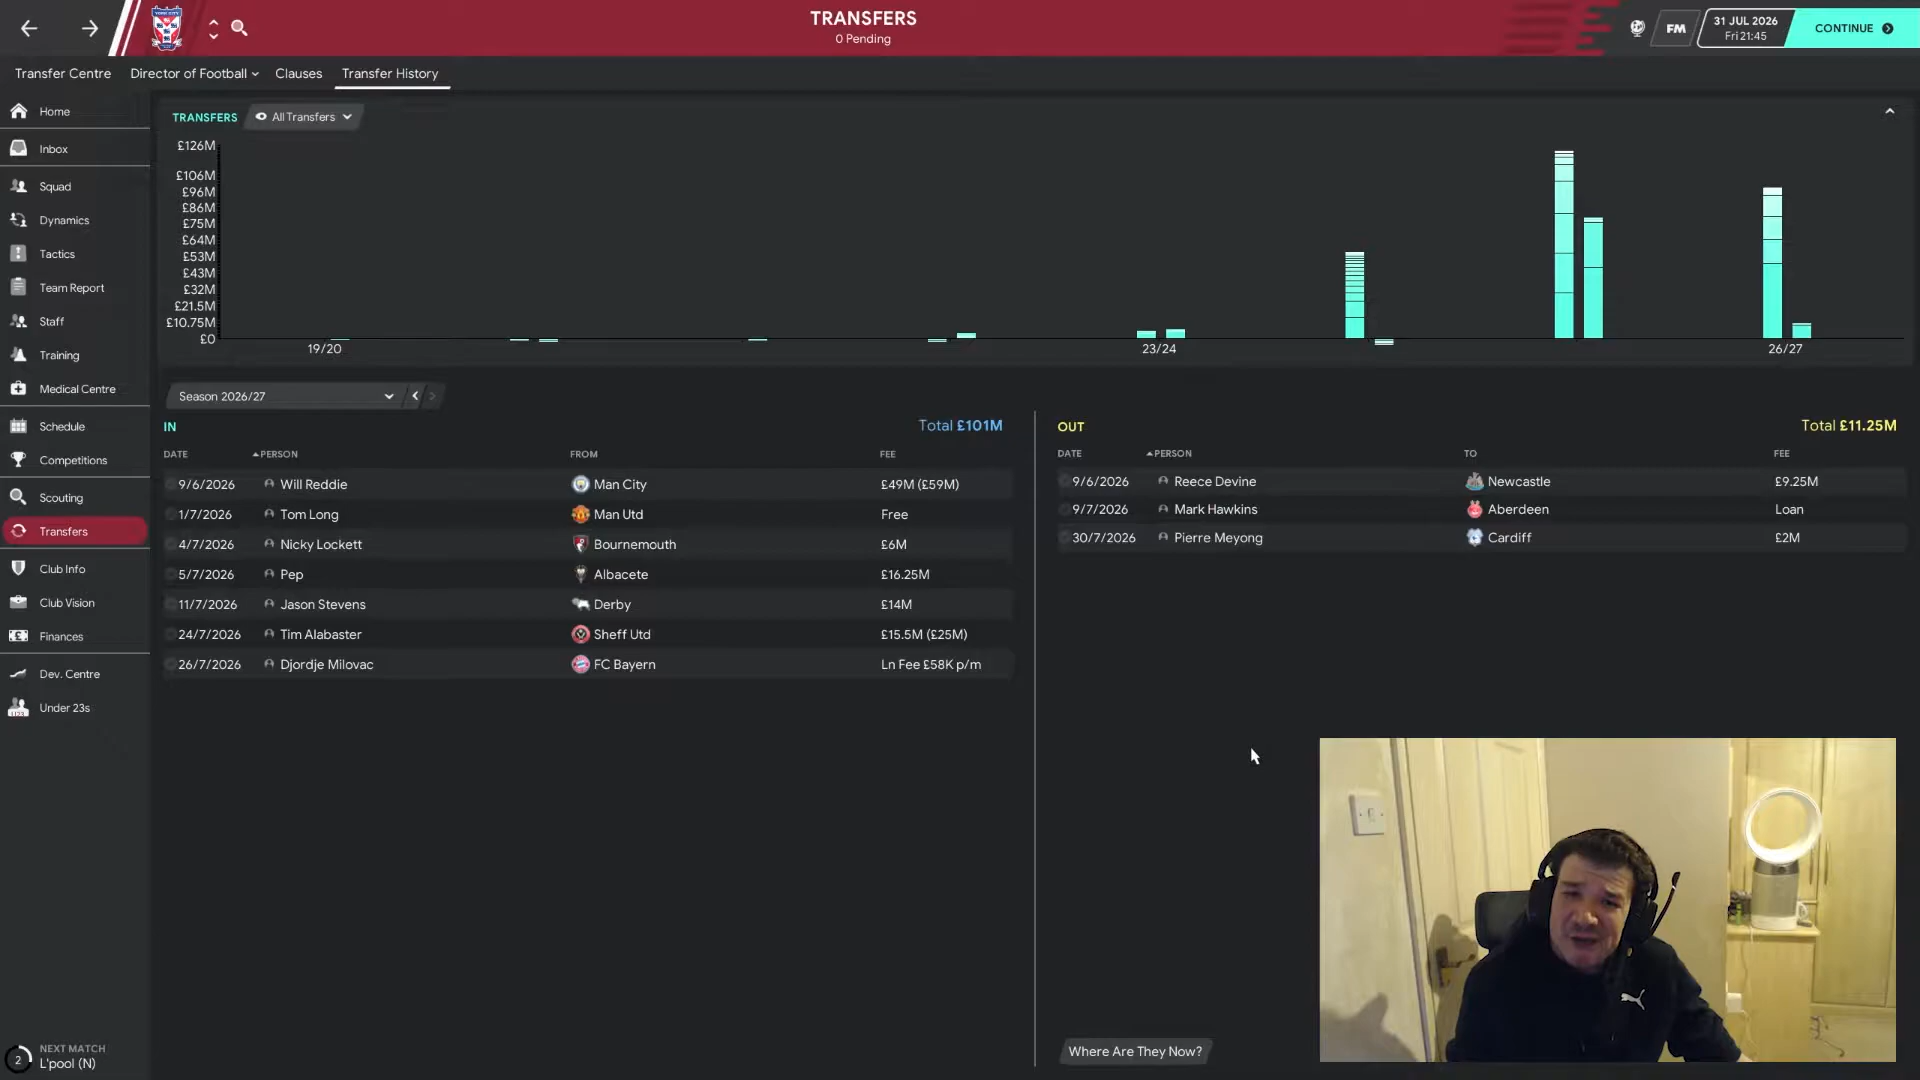 TRANSFERS
0 Pending
FM
31 JUL 2026
Fri 21:45
CONTINUE
Transfer Centre
Director of Football
Clauses
Transfer History
Home
Inbox
Squad
Dynamics
Tactics
Team Report
Staff
Training
Medical Centre
Schedule
Competitions
Scouting
Transfers
Club Info
Club Vision
Finances
Dev. Centre
Under 23s
2
NEXT MATCH
L'pool (N)
TRANSFERS
All Transfers
£126M
£106M
£96M
£86M
£75M
£64M
£53M
£43M
£32M
£21.5M
£10.75M
£0
19/20
23/24
26/27
Season 2026/27
IN
Total £101M
DATE PERSON FROM FEE
9/6/2026 Will Reddie Man City £49M (£59M)
1/7/2026 Tom Long Man Utd Free
4/7/2026 Nicky Lockett Bournemouth £6M
5/7/2026 Pep Albacete £16.25M
11/7/2026 Jason Stevens Derby £14M
24/7/2026 Tim Alabaster Sheff Utd £15.5M (£25M)
26/7/2026 Djordje Milovac FC Bayern Ln Fee £58K p/m
OUT
Total £11.25M
DATE PERSON TO FEE
9/6/2026 Reece Devine Newcastle £9.25M
9/7/2026 Mark Hawkins Aberdeen Loan
30/7/2026 Pierre Meyong Cardiff £2M
Where Are They Now?